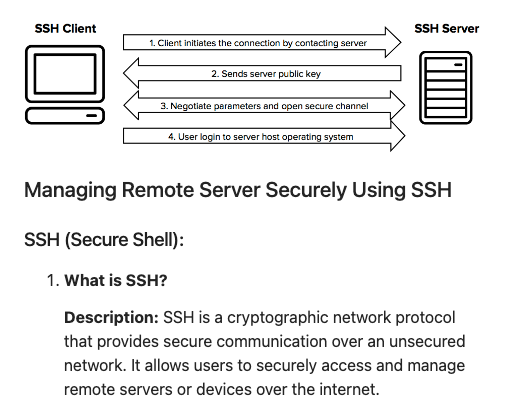 SSH Client
SSH Server
1. Client initiates the connection by contacting server
2. Sends server public key
3. Negotiate parameters and open secure channel
4. User login to server host operating system
Managing Remote Server Securely Using SSH
SSH (Secure Shell):
1. What is SSH?
Description: SSH is a cryptographic network protocol
that provides secure communication over an unsecured
network. It allows users to securely access and manage
remote servers or devices over the internet.